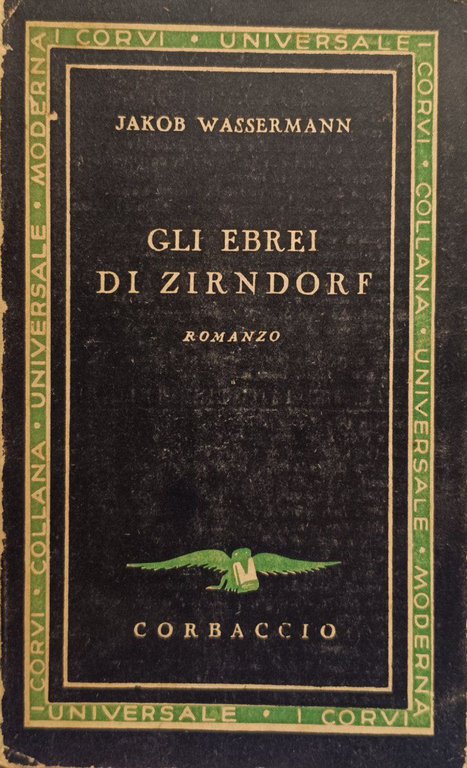 I CORVI · UNIVERSALE
I CORVI · COLLANA · UNIVERSALE · MODERNA
I CORVI · COLLANA · UNIVERSALE · MODERNA
JAKOB WASSERMANN
GLI EBREI
DI ZIRNDORF
ROMANZO
CORBACCIO
UNIVERSALE · I CORVI